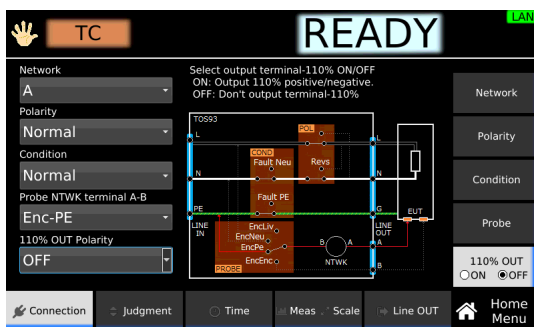 LAN
TC
READY
Network
A
Polarity
Normal
Condition
Normal
Probe NTWK terminal A-B
Enc-PE
110% OUT Polarity
OFF
Select output terminal-110% ON/OFF
ON: Output 110% positive/negative.
OFF: Don't output terminal-110%
TOS93
POL
L
L
COND
Fault Neu
Revs
N
N
Fault PE
PE
G
EUT
LINE
IN
LINE
OUT
EncLiv
EncNeu
EncPe
EncEnc
B
A
A
NTWK
B
PROBE
Network
Polarity
Condition
Probe
110% OUT
ON OFF
Connection
Judgment
Time
Meas
Scale
Line OUT
Home
Menu